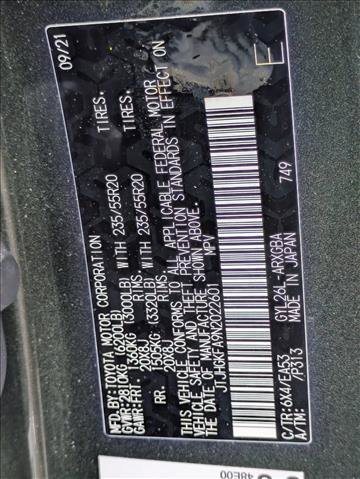 MFD.BY:TOYOTA MOTOR CORPORATION 09/21
GVWR:2810KG (6200LB)
GAWR:FRT. 1360KG (3000LB) WITH 235/55R20 TIRES.
20X8J RIMS.
RR. 1505KG (3320LB) WITH 235/55R20 TIRES.
20X8J RIMS.
THIS VEHICLE CONFORMS TO ALL APPLICABLE FEDERAL MOTOR
VEHICLE SAFETY AND THEFT PREVENTION STANDARDS IN EFFECT ON
THE DATE OF MANUFACTURE SHOWN ABOVE.
JTJHRKFA9N2022601 MPV
E
C/TR:6X4/EA53 GYL26L-ARXGBA
A/TM: /P313 MADE IN JAPAN 749
48E00